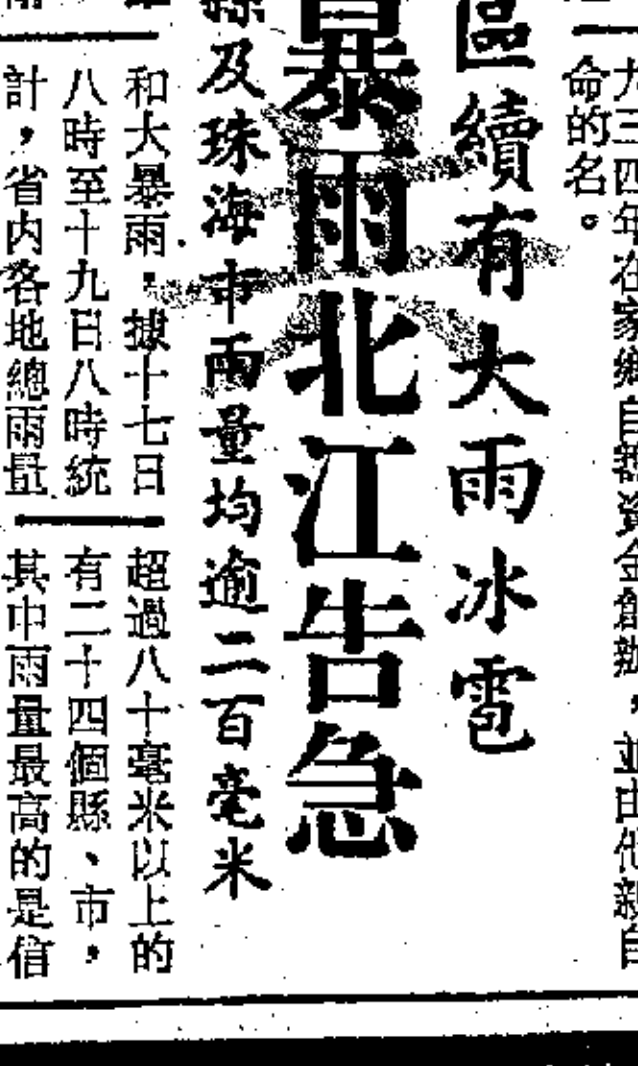 九三四年在家鄉自籌資金創辦，並由他親自
命的名。
區續有大雨冰雹
暴雨北江告急
縣及珠海市雨量均逾二百毫米
和大暴雨。據十七日
八時至十九日八時統
計，省内各地總雨量
超過八十毫米以上的
有二十四個縣、市，
其中雨量最高的是信